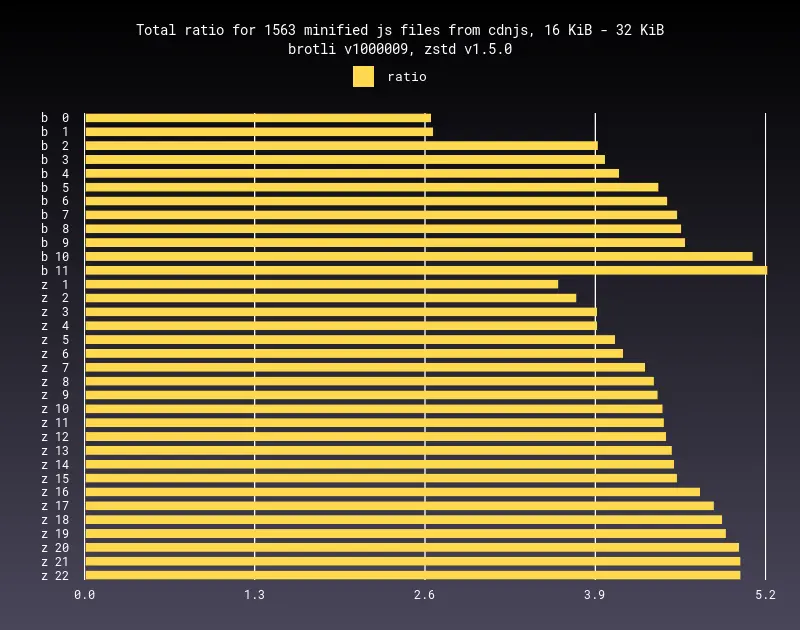 Total ratio for 1563 minified js files from cdnjs, 16 KiB - 32 KiB
brotli v1000009, zstd v1.5.0
ratio
b 0
b 1
b 2
b 3
b 4
b 5
b 6
b 7
b 8
b 9
b 10
b 11
z 1
z 2
z 3
z 4
z 5
z 6
z 7
z 8
z 9
z 10
z 11
z 12
z 13
z 14
z 15
z 16
z 17
z 18
z 19
z 20
z 21
z 22
0.0 1.3 2.6 3.9 5.2